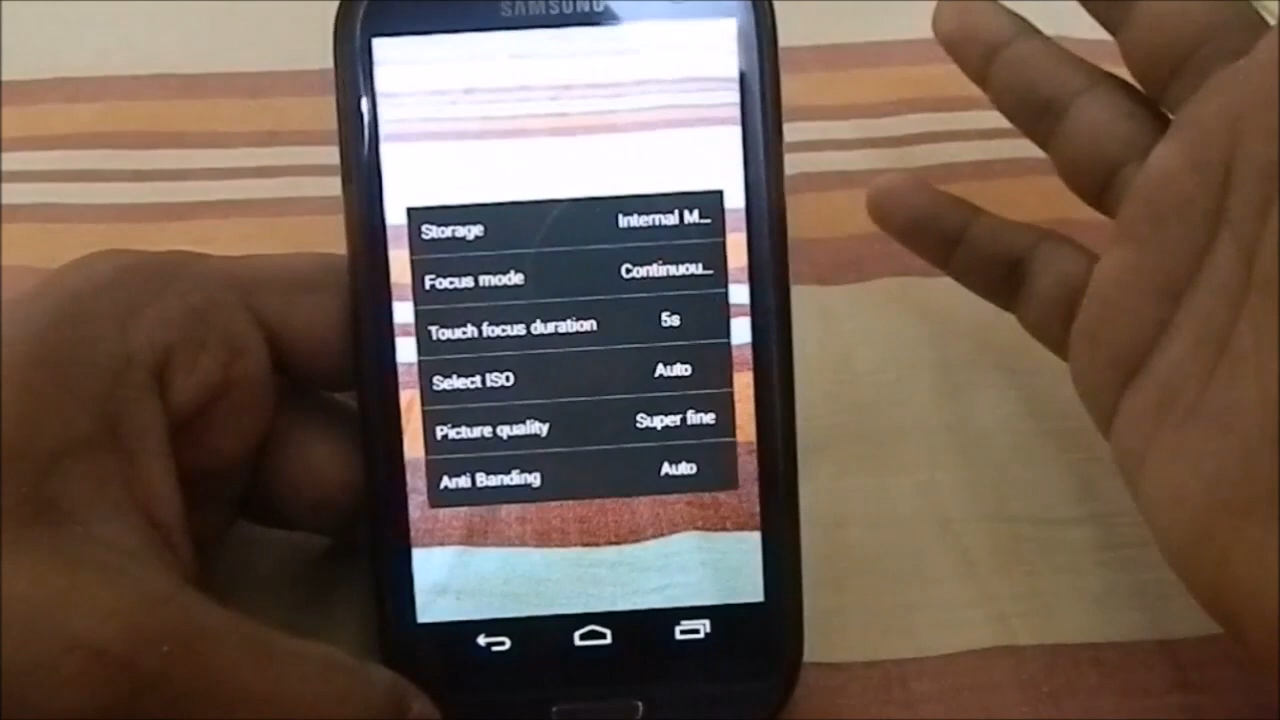 SAMSUNG
Storage Internal M...
Focus mode Continuou...
Touch focus duration 5s
Select ISO Auto
Picture quality Super fine
Anti Banding Auto